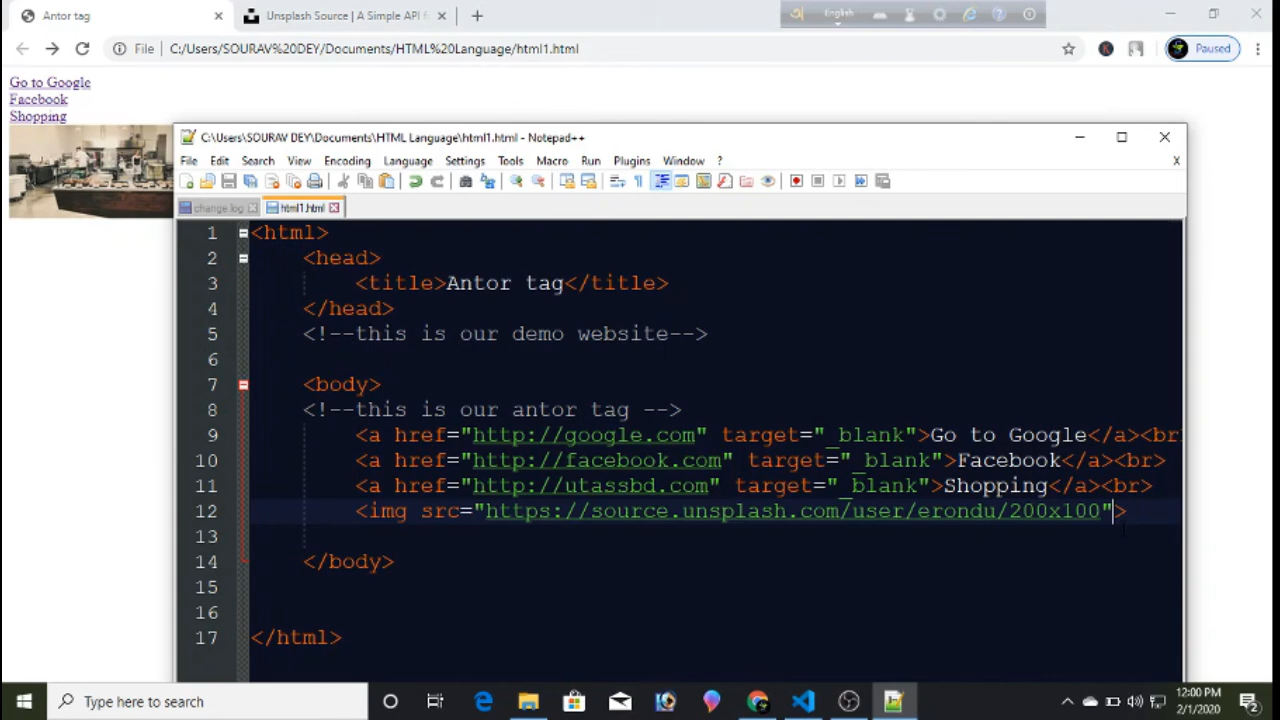 Antor tag
Unsplash Source | A Simple API f
English
File C:/Users/SOURAV%20DEY/Documents/HTML%20Language/html1.html
Paused
Go to Google
Facebook
Shopping
C:\Users\SOURAV DEY\Documents\HTML Language\html1.html - Notepad++
File Edit Search View Encoding Language Settings Tools Macro Run Plugins Window ? X
change log html1.html
1 <html>
2 <head>
3 <title>Antor tag</title>
4 </head>
5 <!--this is our demo website-->
6
7 <body>
8 <!--this is our antor tag -->
9 <a href="http://google.com" target="_blank">Go to Google</a><br
10 <a href="http://facebook.com" target="_blank">Facebook</a><br>
11 <a href="http://utassbd.com" target="_blank">Shopping</a><br>
12 <img src="https://source.unsplash.com/user/erondu/200x100">
13
14 </body>
15
16
17 </html>
Type here to search
12:00 PM
2/1/2020
2